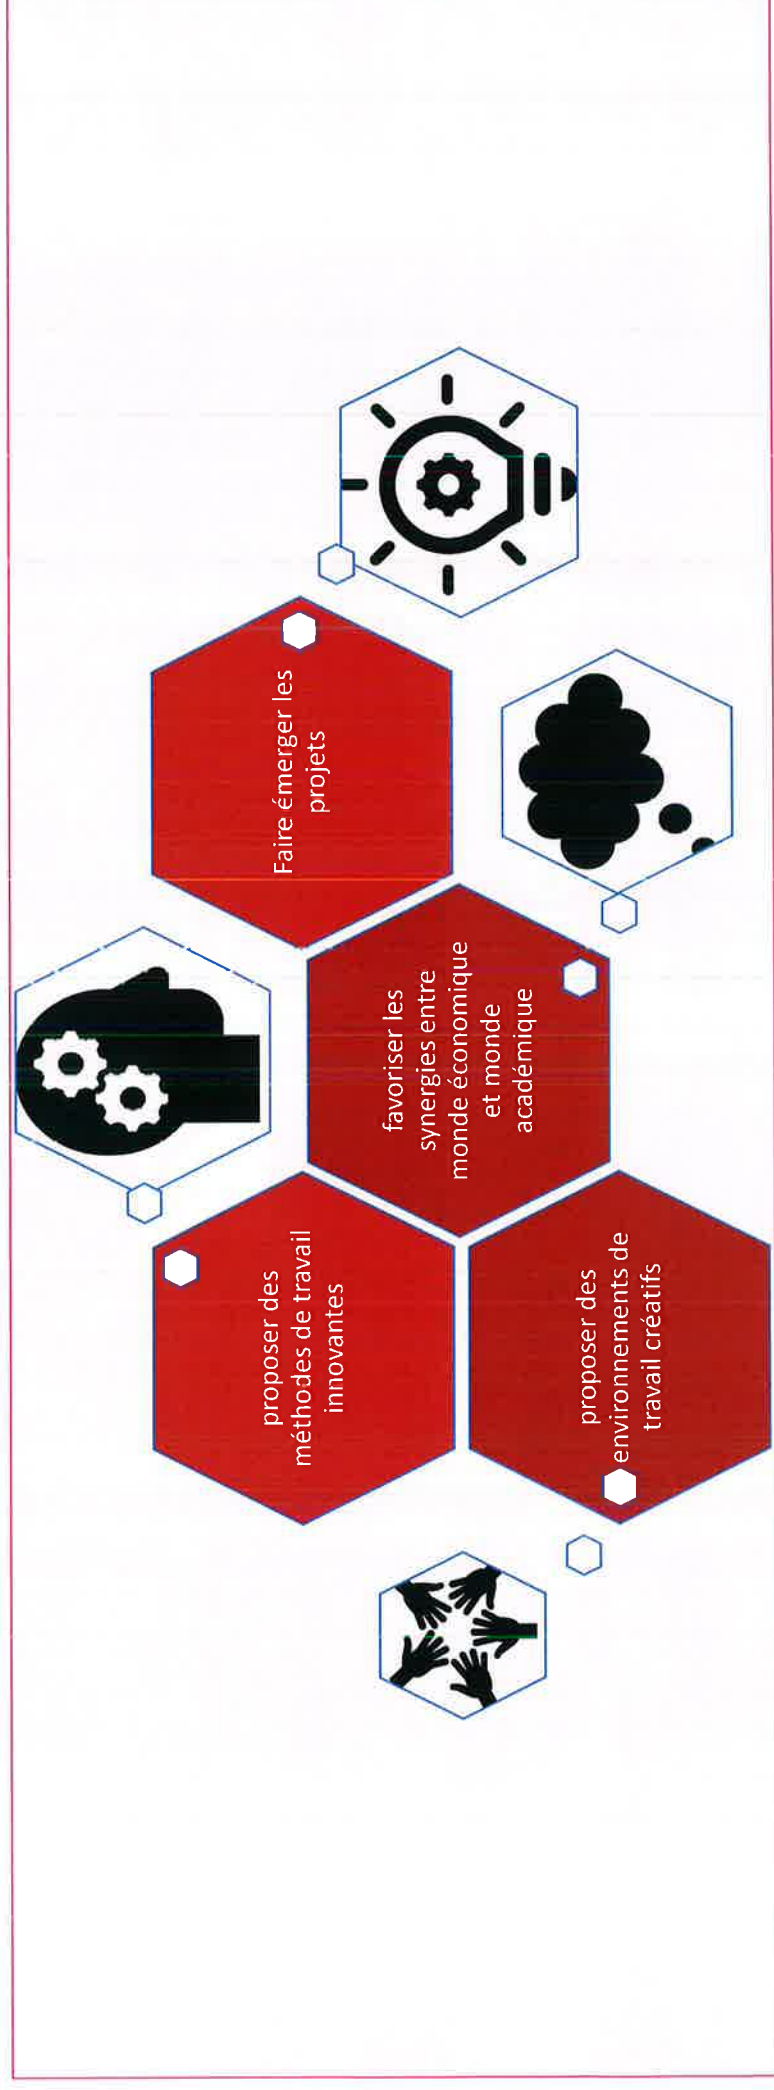 proposer des
méthodes de travail
innovantes
Faire émerger les
projets
favoriser les
synergies entre
monde économique
et monde
académique
proposer des
environnements de
travail créatifs